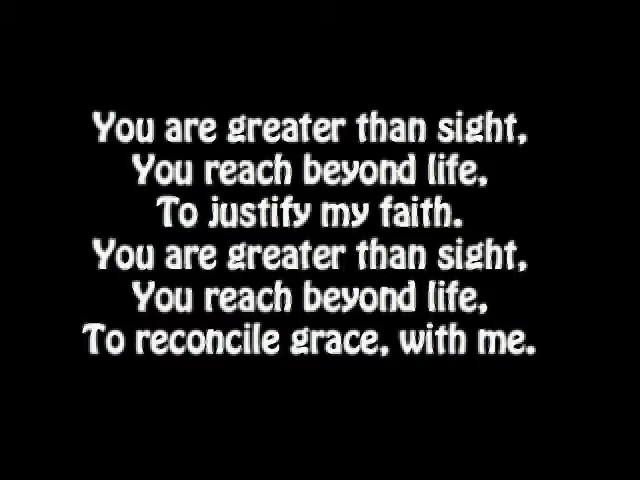 You are greater than sight,
You reach beyond life,
To justify my faith.
You are greater than sight,
You reach beyond life,
To reconcile grace, with me.